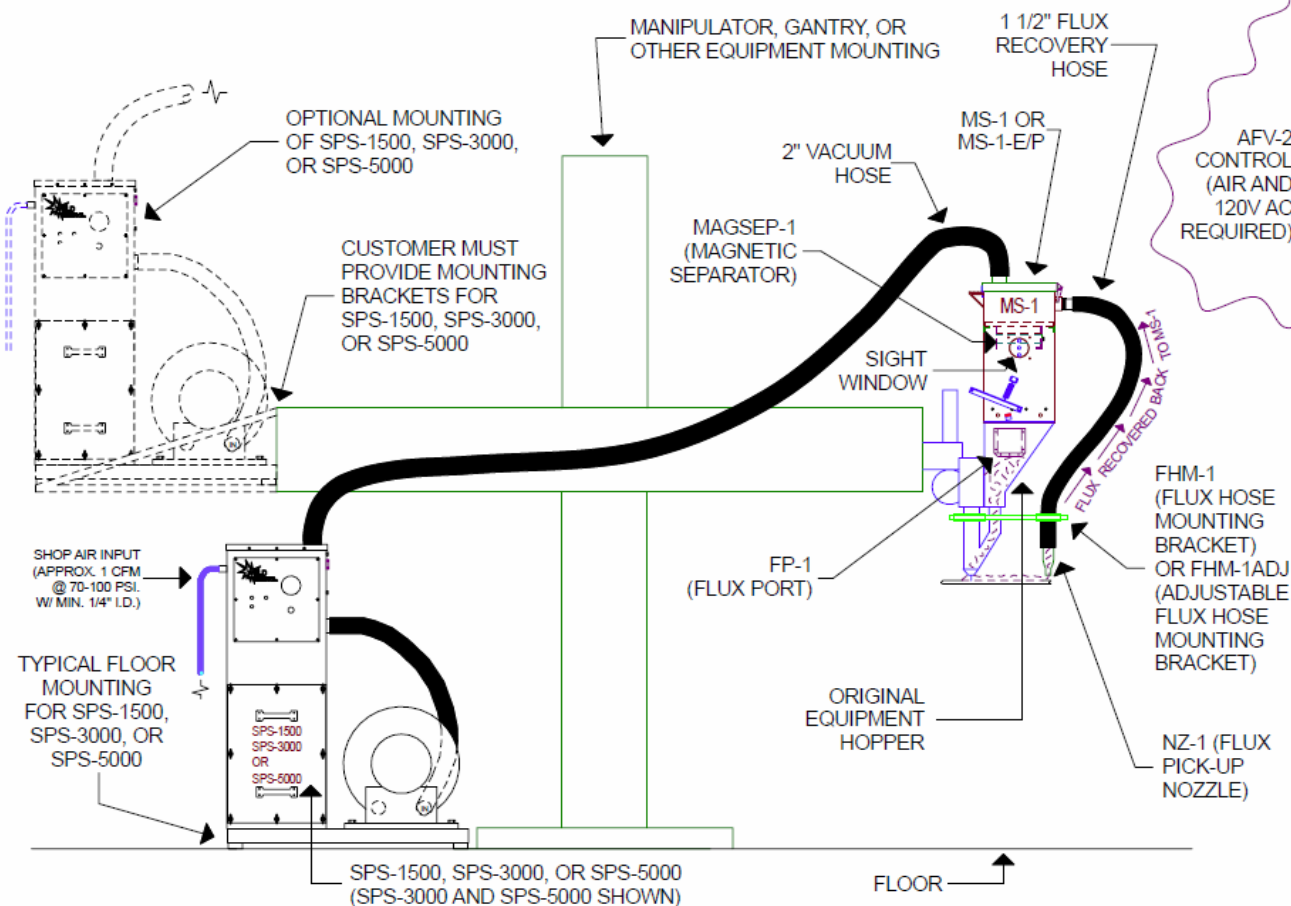 MANIPULATOR, GANTRY, OR
OTHER EQUIPMENT MOUNTING
1 1/2" FLUX
RECOVERY
HOSE
OPTIONAL MOUNTING
OF SPS-1500, SPS-3000,
OR SPS-5000
MS-1 OR
MS-1-E/P
2" VACUUM
HOSE
AFV-2
CONTROL
(AIR AND
120V AC
REQUIRED)
MAGSEP-1
(MAGNETIC
SEPARATOR)
CUSTOMER MUST
PROVIDE MOUNTING
BRACKETS FOR
SPS-1500, SPS-3000,
OR SPS-5000
MS-1
SIGHT
WINDOW
FLUX RECOVERED BACK TO MS-1
IN
FHM-1
(FLUX HOSE
MOUNTING
BRACKET)
OR FHM-1ADJ
(ADJUSTABLE
FLUX HOSE
MOUNTING
BRACKET)
SHOP AIR INPUT
(APPROX. 1 CFM
@ 70-100 PSI.
W/ MIN. 1/4" I.D.)
FP-1
(FLUX PORT)
TYPICAL FLOOR
MOUNTING
FOR SPS-1500,
SPS-3000, OR
SPS-5000
SPS-1500
SPS-3000
OR
SPS-5000
IN
ORIGINAL
EQUIPMENT
HOPPER
NZ-1 (FLUX
PICK-UP
NOZZLE)
SPS-1500, SPS-3000, OR SPS-5000
(SPS-3000 AND SPS-5000 SHOWN)
FLOOR